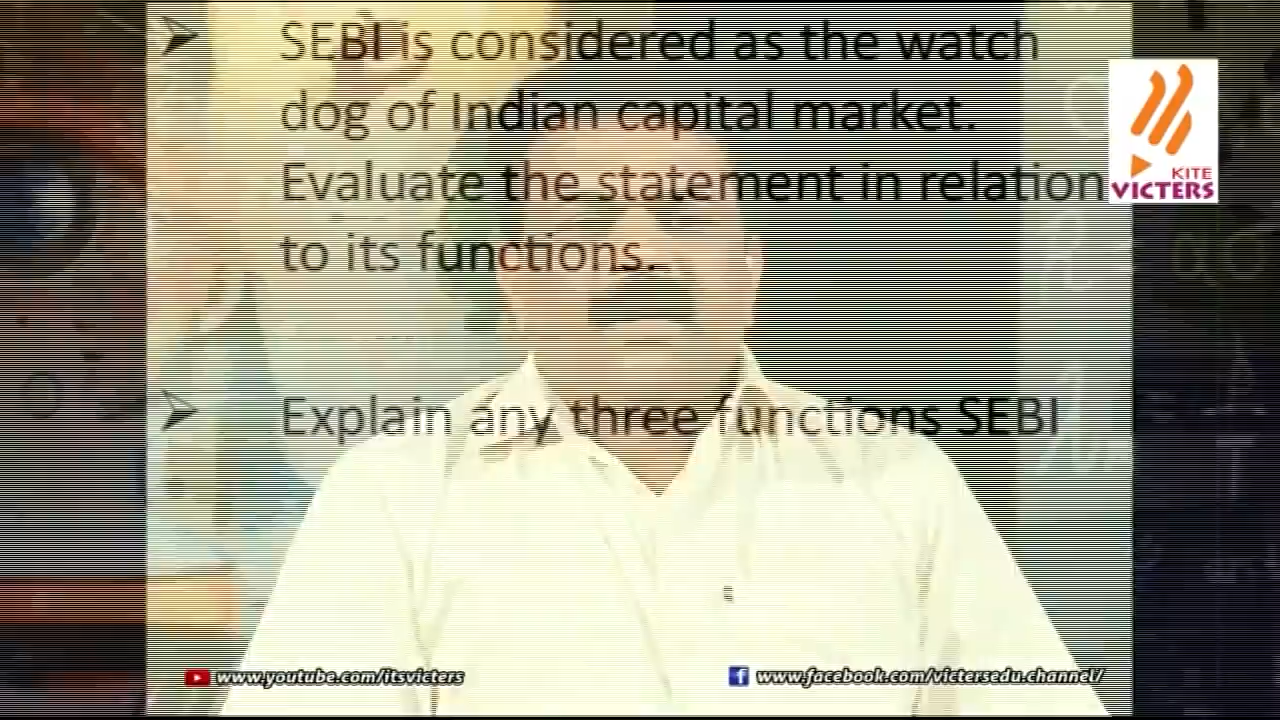 SEBI is considered as the watch
dog of Indian capital market.
Evaluate the statement in relation
to its functions.
Explain any three functions SEBI
KITE
VICTERS
www.youtube.com/itsvicters
www.facebook.com/victersedu.channel/